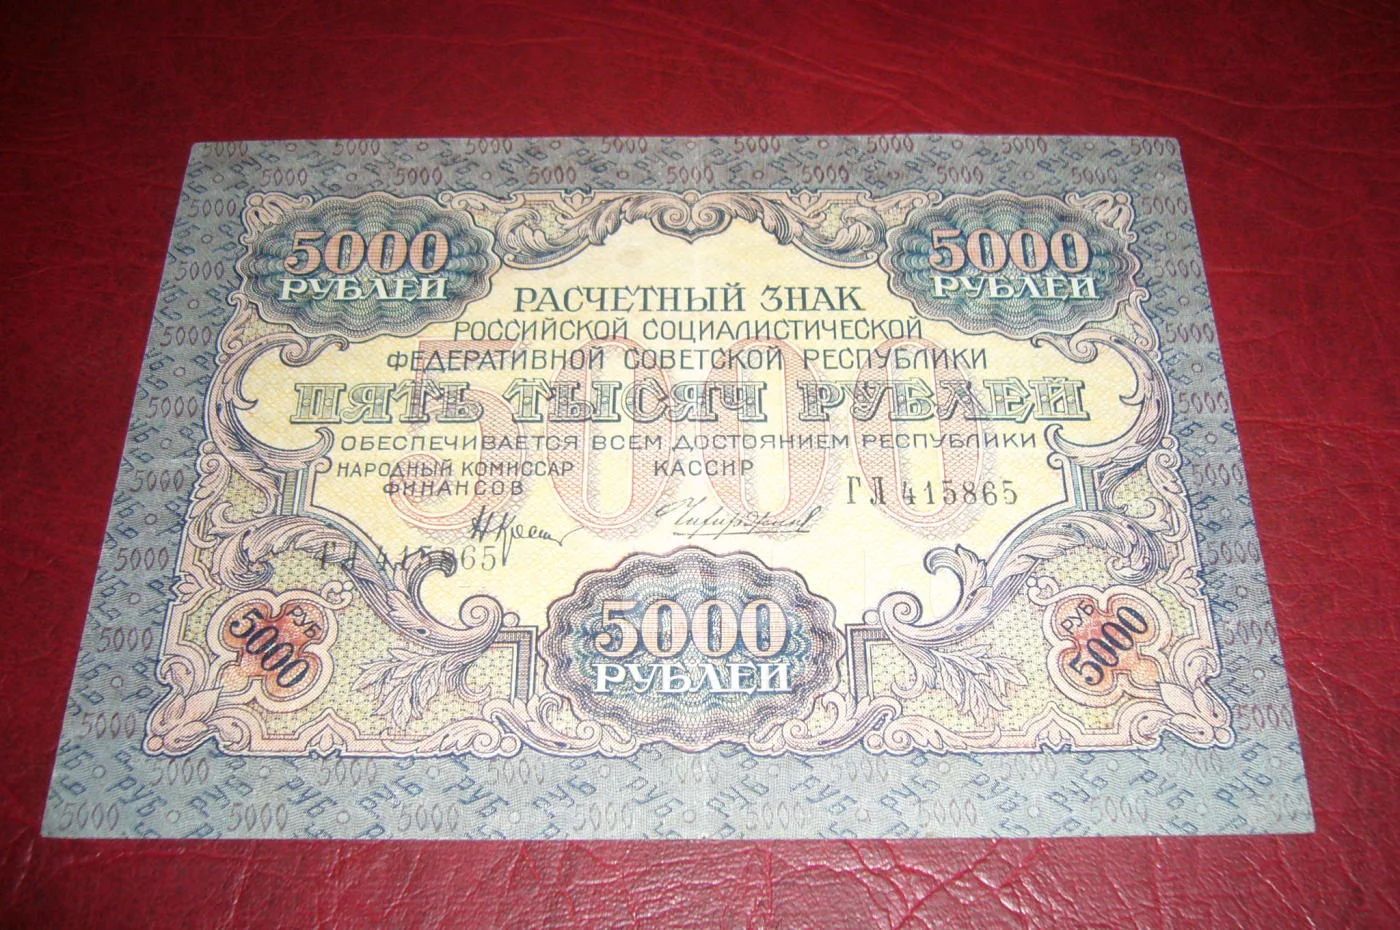 5000 РУБЛЕЙ
5000 РУБЛЕЙ
РАСЧЕТНЫЙ ЗНАК
РОССИЙСКОЙ СОЦИАЛИСТИЧЕСКОЙ
ФЕДЕРАТИВНОЙ СОВЕТСКОЙ РЕСПУБЛИКИ
5000
ПЯТЬ ТЫСЯЧ РУБЛЕЙ
ОБЕСПЕЧИВАЕТСЯ ВСЕМ ДОСТОЯНИЕМ РЕСПУБЛИКИ
НАРОДНЫЙ КОМИССАР ФИНАНСОВ
КАССИР
ГЛ 415865
ГЛ 415865
РУБ 5000
5000 РУБЛЕЙ
РУБ 5000